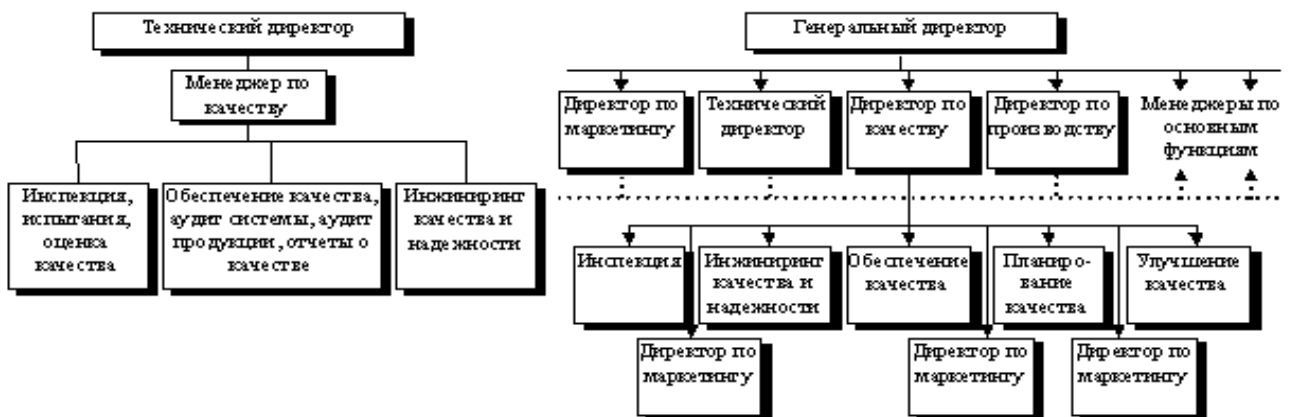 Технический директор
Менеджер по
качеству
Инспекция,
испытания,
оценка
качества
Обеспечение качества,
аудит системы, аудит
продукции, отчеты о
качестве
Инжиниринг
качества и
надежности
Генеральный директор
Директор по
маркетингу
Технический
директор
Директор по
качеству
Директор по
производству
Менеджеры по
основным
функциям
Инспекция
Инжиниринг
качества и
надежности
Обеспечение
качества
Планиро-
вание
качества
Улучшение
качества
Директор по
маркетингу
Директор по
маркетингу
Директор по
маркетингу